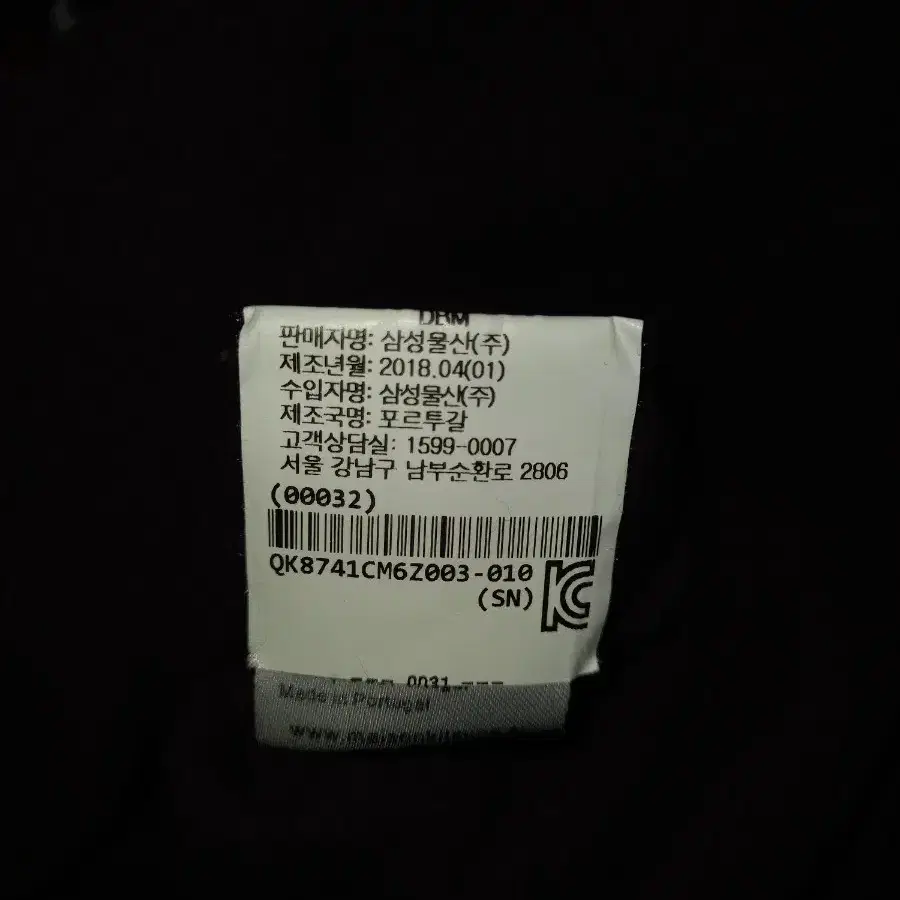 DBM
판매자명: 삼성물산(주)
제조년월: 2018.04(01)
수입자명: 삼성물산(주)
제조국명: 포르투갈
고객상담실: 1599-0007
서울 강남구 남부순환로 2806
(00032)
QK8741CM6Z003-010
(SN)
KC
0031
Made in Portugal